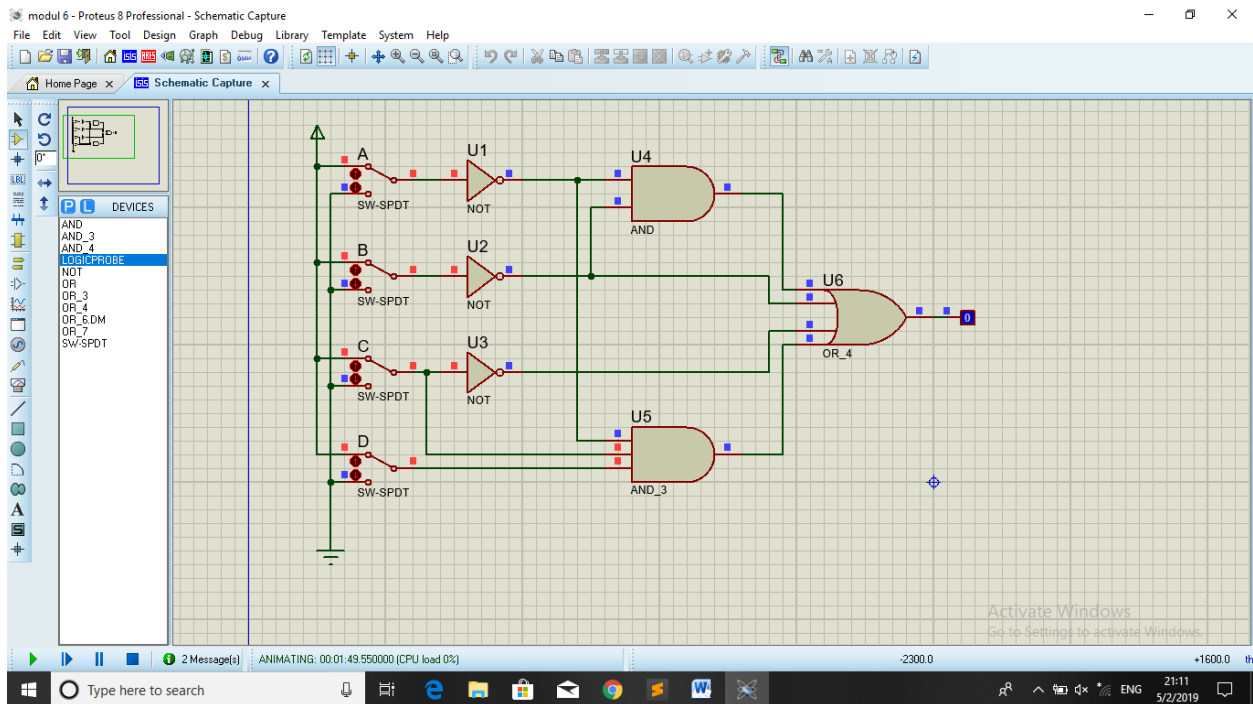 modul 6 - Proteus 8 Professional - Schematic Capture
File Edit View Tool Design Graph Debug Library Template System Help
Home Page
Schematic Capture
0°
LBL
P L DEVICES
AND
AND_3
AND_4
LOGICPROBE
NOT
OR
OR_3
OR_4
OR_6.DM
OR_7
SW-SPDT
A
SW-SPDT
U1
NOT
U4
AND
B
SW-SPDT
U2
NOT
U6
OR_4
0
C
SW-SPDT
U3
NOT
U5
AND_3
D
SW-SPDT
Activate Windows
Go to Settings to activate Windows.
2 Message(s)
ANIMATING: 00:01:49.550000 (CPU load 0%)
-2300.0
+1600.0
th
Type here to search
ENG
21:11
5/2/2019